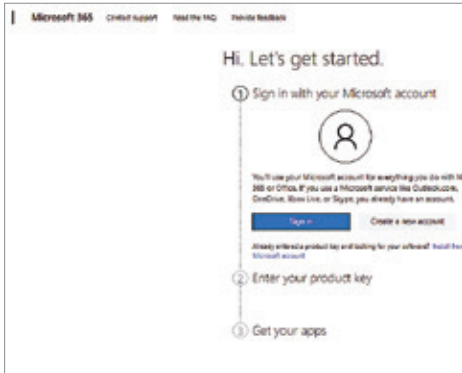 Microsoft 365 Contact support Read the FAQ Provide feedback
Hi. Let's get started.
1 Sign in with your Microsoft account
You'll use your Microsoft account for everything you do with
365 or Office. If you use a Microsoft service like Outlook.com,
OneDrive, Xbox Live, or Skype, you already have an account.
Sign in Create a new account
Already entered a product key and looking for your software? Install from
Microsoft account
2 Enter your product key
3 Get your apps